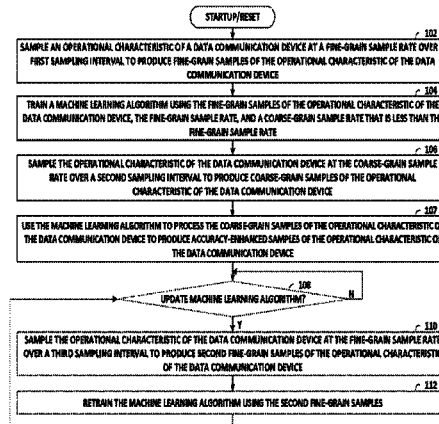 STARTUP/RESET
102
SAMPLE AN OPERATIONAL CHARACTERISTIC OF A DATA COMMUNICATION DEVICE AT A FINE-GRAIN SAMPLE RATE OVER
FIRST SAMPLING INTERVAL TO PRODUCE FINE-GRAIN SAMPLES OF THE OPERATIONAL CHARACTERISTIC OF THE DATA
COMMUNICATION DEVICE
104
TRAIN A MACHINE LEARNING ALGORITHM USING THE FINE-GRAIN SAMPLES OF THE OPERATIONAL CHARACTERISTIC OF THE
DATA COMMUNICATION DEVICE, THE FINE-GRAIN SAMPLE RATE, AND A COARSE-GRAIN SAMPLE RATE THAT IS LESS THAN THE
FINE-GRAIN SAMPLE RATE
106
SAMPLE THE OPERATIONAL CHARACTERISTIC OF THE DATA COMMUNICATION DEVICE AT THE COARSE-GRAIN SAMPLE
RATE OVER A SECOND SAMPLING INTERVAL TO PRODUCE COARSE-GRAIN SAMPLES OF THE OPERATIONAL
CHARACTERISTIC OF THE DATA COMMUNICATION DEVICE
107
USE THE MACHINE LEARNING ALGORITHM TO PROCESS THE COARSE-GRAIN SAMPLES OF THE OPERATIONAL CHARACTERISTIC OF
THE DATA COMMUNICATION DEVICE TO PRODUCE ACCURACY-ENHANCED SAMPLES OF THE OPERATIONAL CHARACTERISTIC OF
THE DATA COMMUNICATION DEVICE
108
UPDATE MACHINE LEARNING ALGORITHM?
N
Y
110
SAMPLE THE OPERATIONAL CHARACTERISTIC OF THE DATA COMMUNICATION DEVICE AT THE FINE-GRAIN SAMPLE RATE
OVER A THIRD SAMPLING INTERVAL TO PRODUCE SECOND FINE-GRAIN SAMPLES OF THE OPERATIONAL CHARACTERISTIC
OF THE DATA COMMUNICATION DEVICE
112
RETRAIN THE MACHINE LEARNING ALGORITHM USING THE SECOND FINE-GRAIN SAMPLES